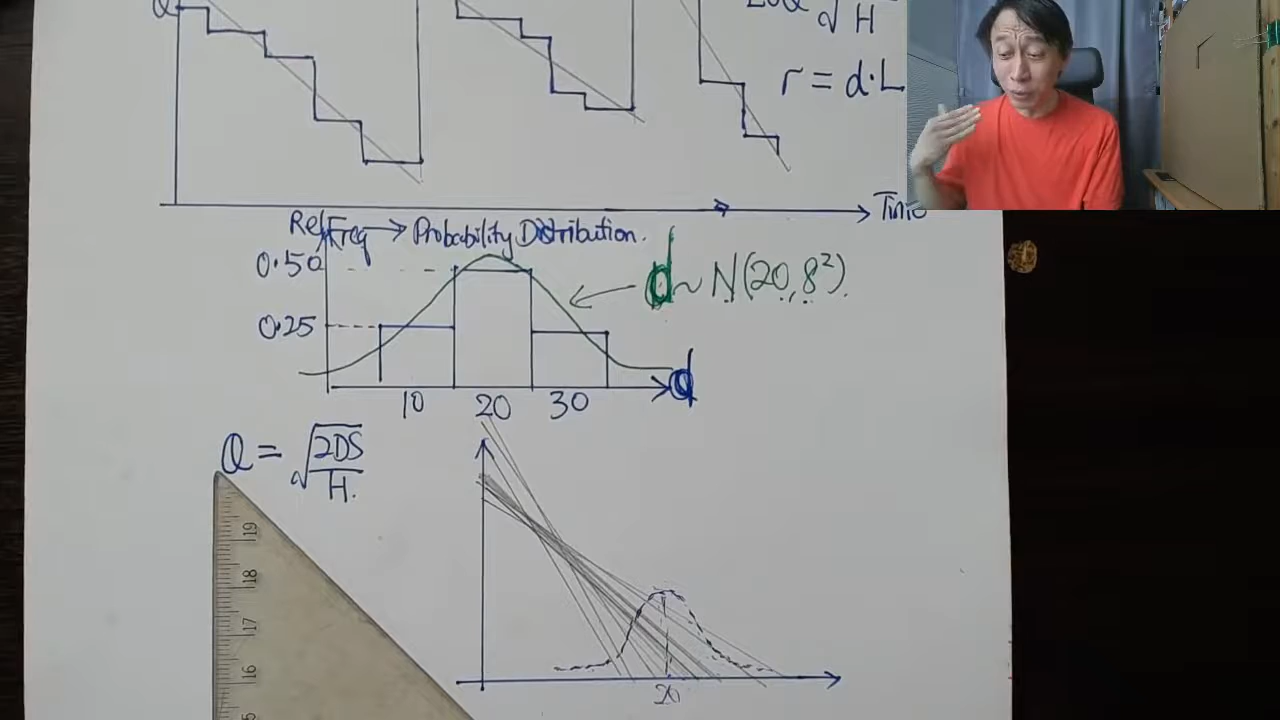 EOQ √ H
r = d·L
Time
Rel Freq → Probability Distribution.
0.50
d ~ N(20, 8²).
0.25
d
10 20 30
Q = √2DS
H.
19
18
17
16
20